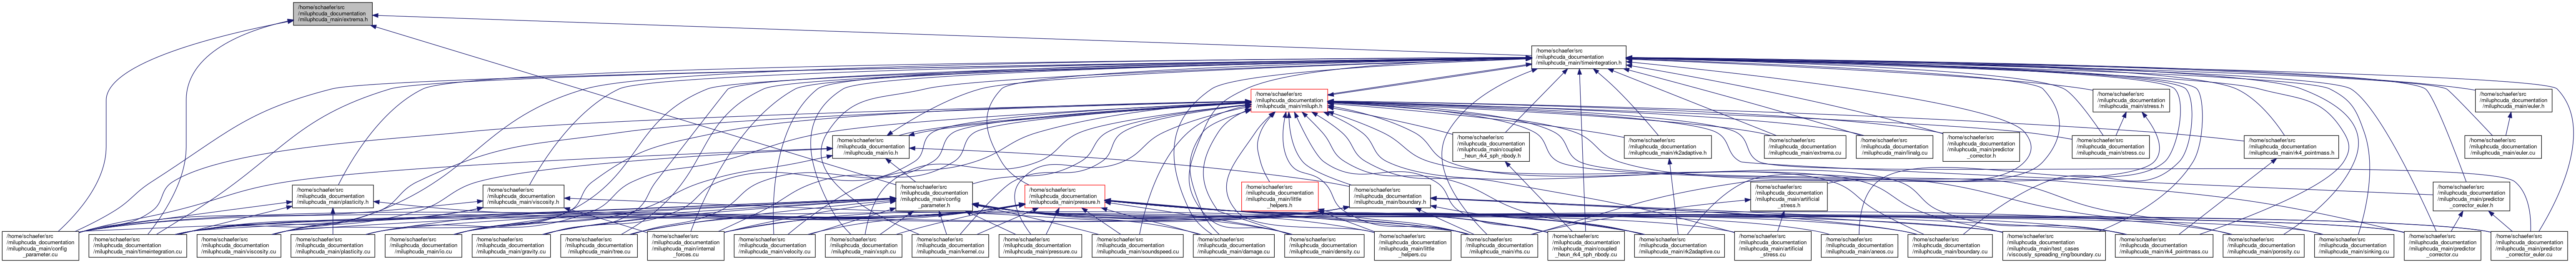 /home/schaefer/src
/miluphcuda_documentation
/miluphcuda_main/extrema.h
/home/schaefer/src
/miluphcuda_documentation
/miluphcuda_main/timeintegration.h
/home/schaefer/src
/miluphcuda_documentation
/miluphcuda_main/miluph.h
/home/schaefer/src
/miluphcuda_documentation
/miluphcuda_main/stress.h
/home/schaefer/src
/miluphcuda_documentation
/miluphcuda_main/euler.h
/home/schaefer/src
/miluphcuda_documentation
/miluphcuda_main/io.h
/home/schaefer/src
/miluphcuda_documentation
/miluphcuda_main/coupled
_heun_rk4_sph_nbody.h
/home/schaefer/src
/miluphcuda_documentation
/miluphcuda_main/rk2adaptive.h
/home/schaefer/src
/miluphcuda_documentation
/miluphcuda_main/extrema.cu
/home/schaefer/src
/miluphcuda_documentation
/miluphcuda_main/linalg.cu
/home/schaefer/src
/miluphcuda_documentation
/miluphcuda_main/predictor
_corrector.h
/home/schaefer/src
/miluphcuda_documentation
/miluphcuda_main/stress.cu
/home/schaefer/src
/miluphcuda_documentation
/miluphcuda_main/rk4_pointmass.h
/home/schaefer/src
/miluphcuda_documentation
/miluphcuda_main/euler.cu
/home/schaefer/src
/miluphcuda_documentation
/miluphcuda_main/plasticity.h
/home/schaefer/src
/miluphcuda_documentation
/miluphcuda_main/viscosity.h
/home/schaefer/src
/miluphcuda_documentation
/miluphcuda_main/config
_parameter.h
/home/schaefer/src
/miluphcuda_documentation
/miluphcuda_main/pressure.h
/home/schaefer/src
/miluphcuda_documentation
/miluphcuda_main/little
_helpers.h
/home/schaefer/src
/miluphcuda_documentation
/miluphcuda_main/boundary.h
/home/schaefer/src
/miluphcuda_documentation
/miluphcuda_main/artificial
_stress.h
/home/schaefer/src
/miluphcuda_documentation
/miluphcuda_main/predictor
_corrector_euler.h
/home/schaefer/src
/miluphcuda_documentation
/miluphcuda_main/config
_parameter.cu
/home/schaefer/src
/miluphcuda_documentation
/miluphcuda_main/timeintegration.cu
/home/schaefer/src
/miluphcuda_documentation
/miluphcuda_main/viscosity.cu
/home/schaefer/src
/miluphcuda_documentation
/miluphcuda_main/plasticity.cu
/home/schaefer/src
/miluphcuda_documentation
/miluphcuda_main/io.cu
/home/schaefer/src
/miluphcuda_documentation
/miluphcuda_main/gravity.cu
/home/schaefer/src
/miluphcuda_documentation
/miluphcuda_main/tree.cu
/home/schaefer/src
/miluphcuda_documentation
/miluphcuda_main/internal
_forces.cu
/home/schaefer/src
/miluphcuda_documentation
/miluphcuda_main/velocity.cu
/home/schaefer/src
/miluphcuda_documentation
/miluphcuda_main/xsph.cu
/home/schaefer/src
/miluphcuda_documentation
/miluphcuda_main/kernel.cu
/home/schaefer/src
/miluphcuda_documentation
/miluphcuda_main/pressure.cu
/home/schaefer/src
/miluphcuda_documentation
/miluphcuda_main/soundspeed.cu
/home/schaefer/src
/miluphcuda_documentation
/miluphcuda_main/damage.cu
/home/schaefer/src
/miluphcuda_documentation
/miluphcuda_main/density.cu
/home/schaefer/src
/miluphcuda_documentation
/miluphcuda_main/little
_helpers.cu
/home/schaefer/src
/miluphcuda_documentation
/miluphcuda_main/rhs.cu
/home/schaefer/src
/miluphcuda_documentation
/miluphcuda_main/coupled
_heun_rk4_sph_nbody.cu
/home/schaefer/src
/miluphcuda_documentation
/miluphcuda_main/rk2adaptive.cu
/home/schaefer/src
/miluphcuda_documentation
/miluphcuda_main/artificial
_stress.cu
/home/schaefer/src
/miluphcuda_documentation
/miluphcuda_main/aneos.cu
/home/schaefer/src
/miluphcuda_documentation
/miluphcuda_main/boundary.cu
/home/schaefer/src
/miluphcuda_documentation
/miluphcuda_main/test_cases
/viscously_spreading_ring/boundary.cu
/home/schaefer/src
/miluphcuda_documentation
/miluphcuda_main/rk4_pointmass.cu
/home/schaefer/src
/miluphcuda_documentation
/miluphcuda_main/porosity.cu
/home/schaefer/src
/miluphcuda_documentation
/miluphcuda_main/sinking.cu
/home/schaefer/src
/miluphcuda_documentation
/miluphcuda_main/predictor
_corrector.cu
/home/schaefer/src
/miluphcuda_documentation
/miluphcuda_main/predictor
_corrector_euler.cu